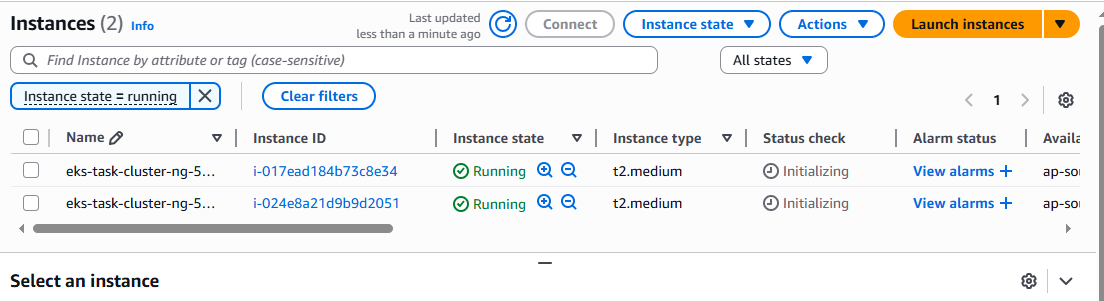 Instances (2) Info
Last updated
less than a minute ago
Connect
Instance state
Actions
Launch instances
Find Instance by attribute or tag (case-sensitive)
All states
Instance state = running
Clear filters
1
Name Instance ID Instance state Instance type Status check Alarm status Availa
eks-task-cluster-ng-5... i-017ead184b73c8e34 Running t2.medium Initializing View alarms + ap-sou
eks-task-cluster-ng-5... i-024e8a21d9b9d2051 Running t2.medium Initializing View alarms + ap-sou
Select an instance